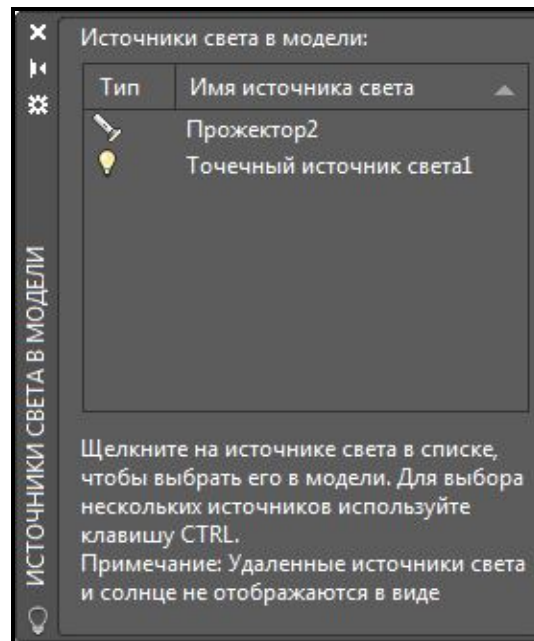 Источники света в модели:
Тип Имя источника света
Прожектор2
Точечный источник света1
Щелкните на источнике света в списке,
чтобы выбрать его в модели. Для выбора
нескольких источников используйте
клавишу CTRL.
Примечание: Удаленные источники света
и солнце не отображаются в виде
ИСТОЧНИКИ СВЕТА В МОДЕЛИ